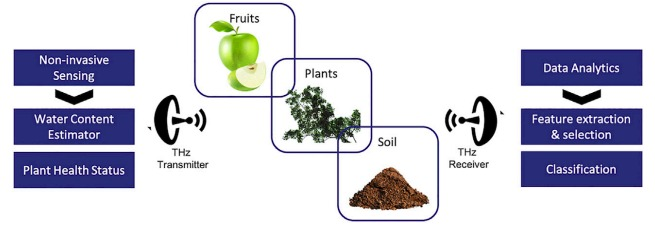 Fruits
Non-invasive
Sensing
Plants
Data Analytics
Water Content
Estimator
Feature extraction
& selection
Soil
THz
Transmitter
THz
Receiver
Plant Health Status
Classification